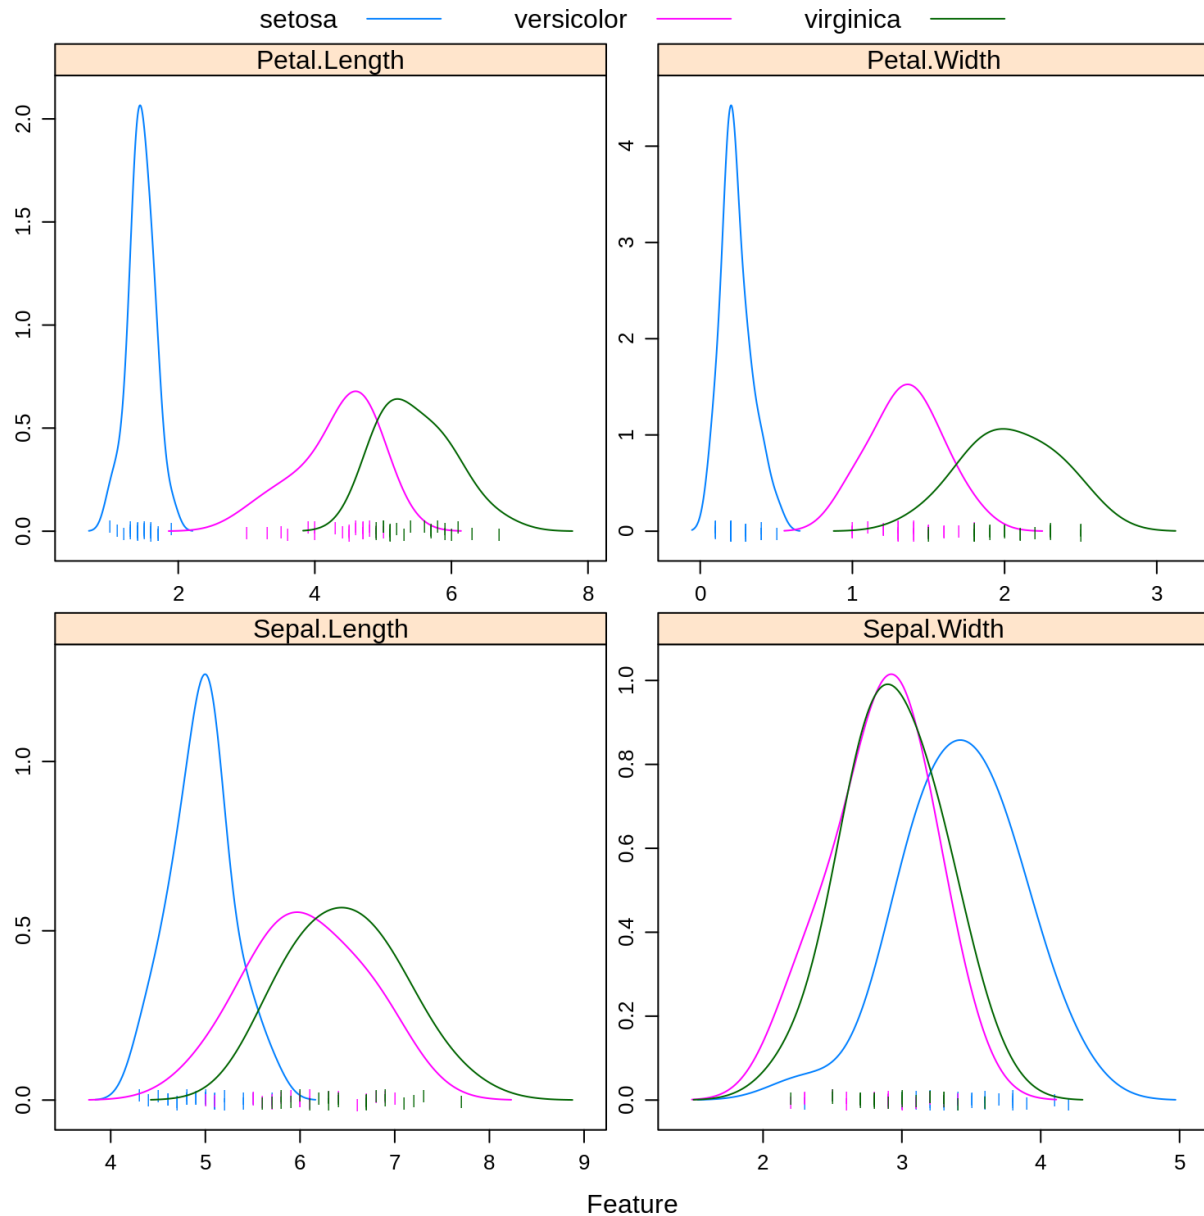 setosa versicolor virginica
Petal.Length
0.0 0.5 1.0 1.5 2.0
2 4 6 8
Petal.Width
0 1 2 3 4
0 1 2 3
Sepal.Length
0.0 0.5 1.0
4 5 6 7 8 9
Sepal.Width
0.0 0.2 0.4 0.6 0.8 1.0
2 3 4 5
Feature